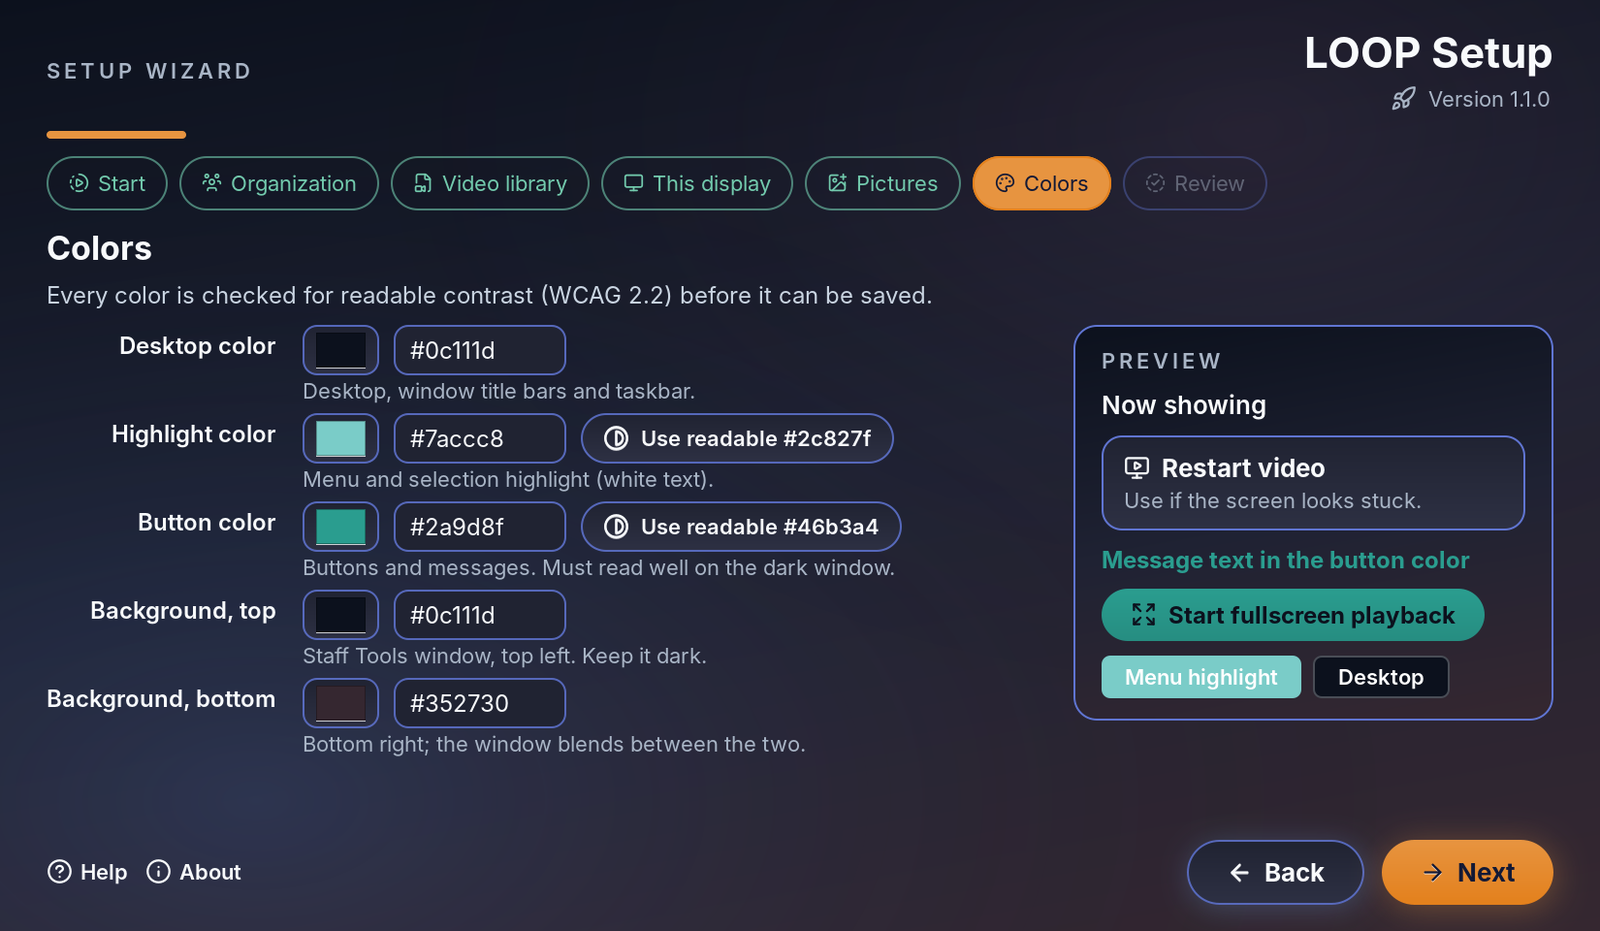 SETUP WIZARD
LOOP Setup
Version 1.1.0
Start
Organization
Video library
This display
Pictures
Colors
Review
Colors
Every color is checked for readable contrast (WCAG 2.2) before it can be saved.
Desktop color
#0c111d
Desktop, window title bars and taskbar.
Highlight color
#7accc8
Use readable #2c827f
Menu and selection highlight (white text).
Button color
#2a9d8f
Use readable #46b3a4
Buttons and messages. Must read well on the dark window.
Background, top
#0c111d
Staff Tools window, top left. Keep it dark.
Background, bottom
#352730
Bottom right; the window blends between the two.
PREVIEW
Now showing
Restart video
Use if the screen looks stuck.
Message text in the button color
Start fullscreen playback
Menu highlight
Desktop
Help
About
Back
Next